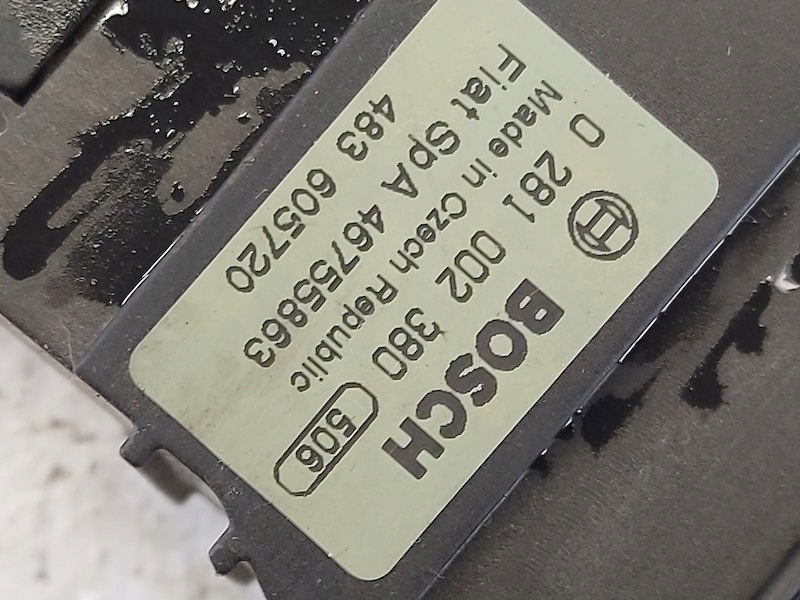 BOSCH
0 281 002 380 506
Made in Czech Republic
Fiat SpA 46755863
483 605720